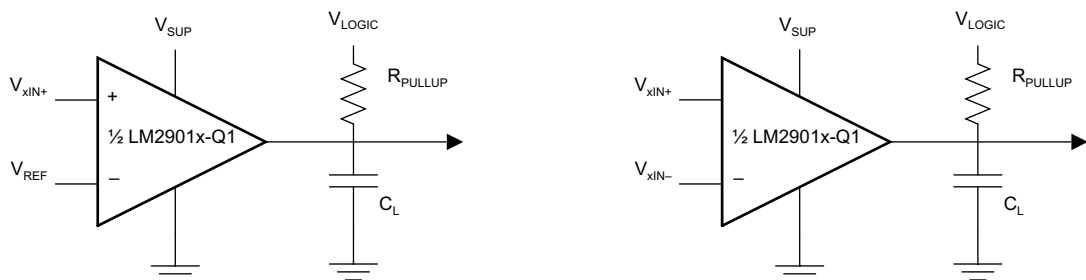 V_SUP
V_LOGIC
R_PULLUP
V_xIN+
+
½ LM2901x-Q1
V_REF
–
C_L
V_SUP
V_LOGIC
R_PULLUP
V_xIN+
½ LM2901x-Q1
V_xIN–
–
C_L